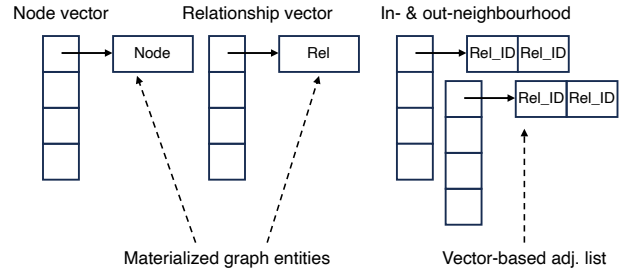 Node vector
Relationship vector
In- & out-neighbourhood
Node
Rel
Rel_ID Rel_ID
Rel_ID Rel_ID
Materialized graph entities
Vector-based adj. list